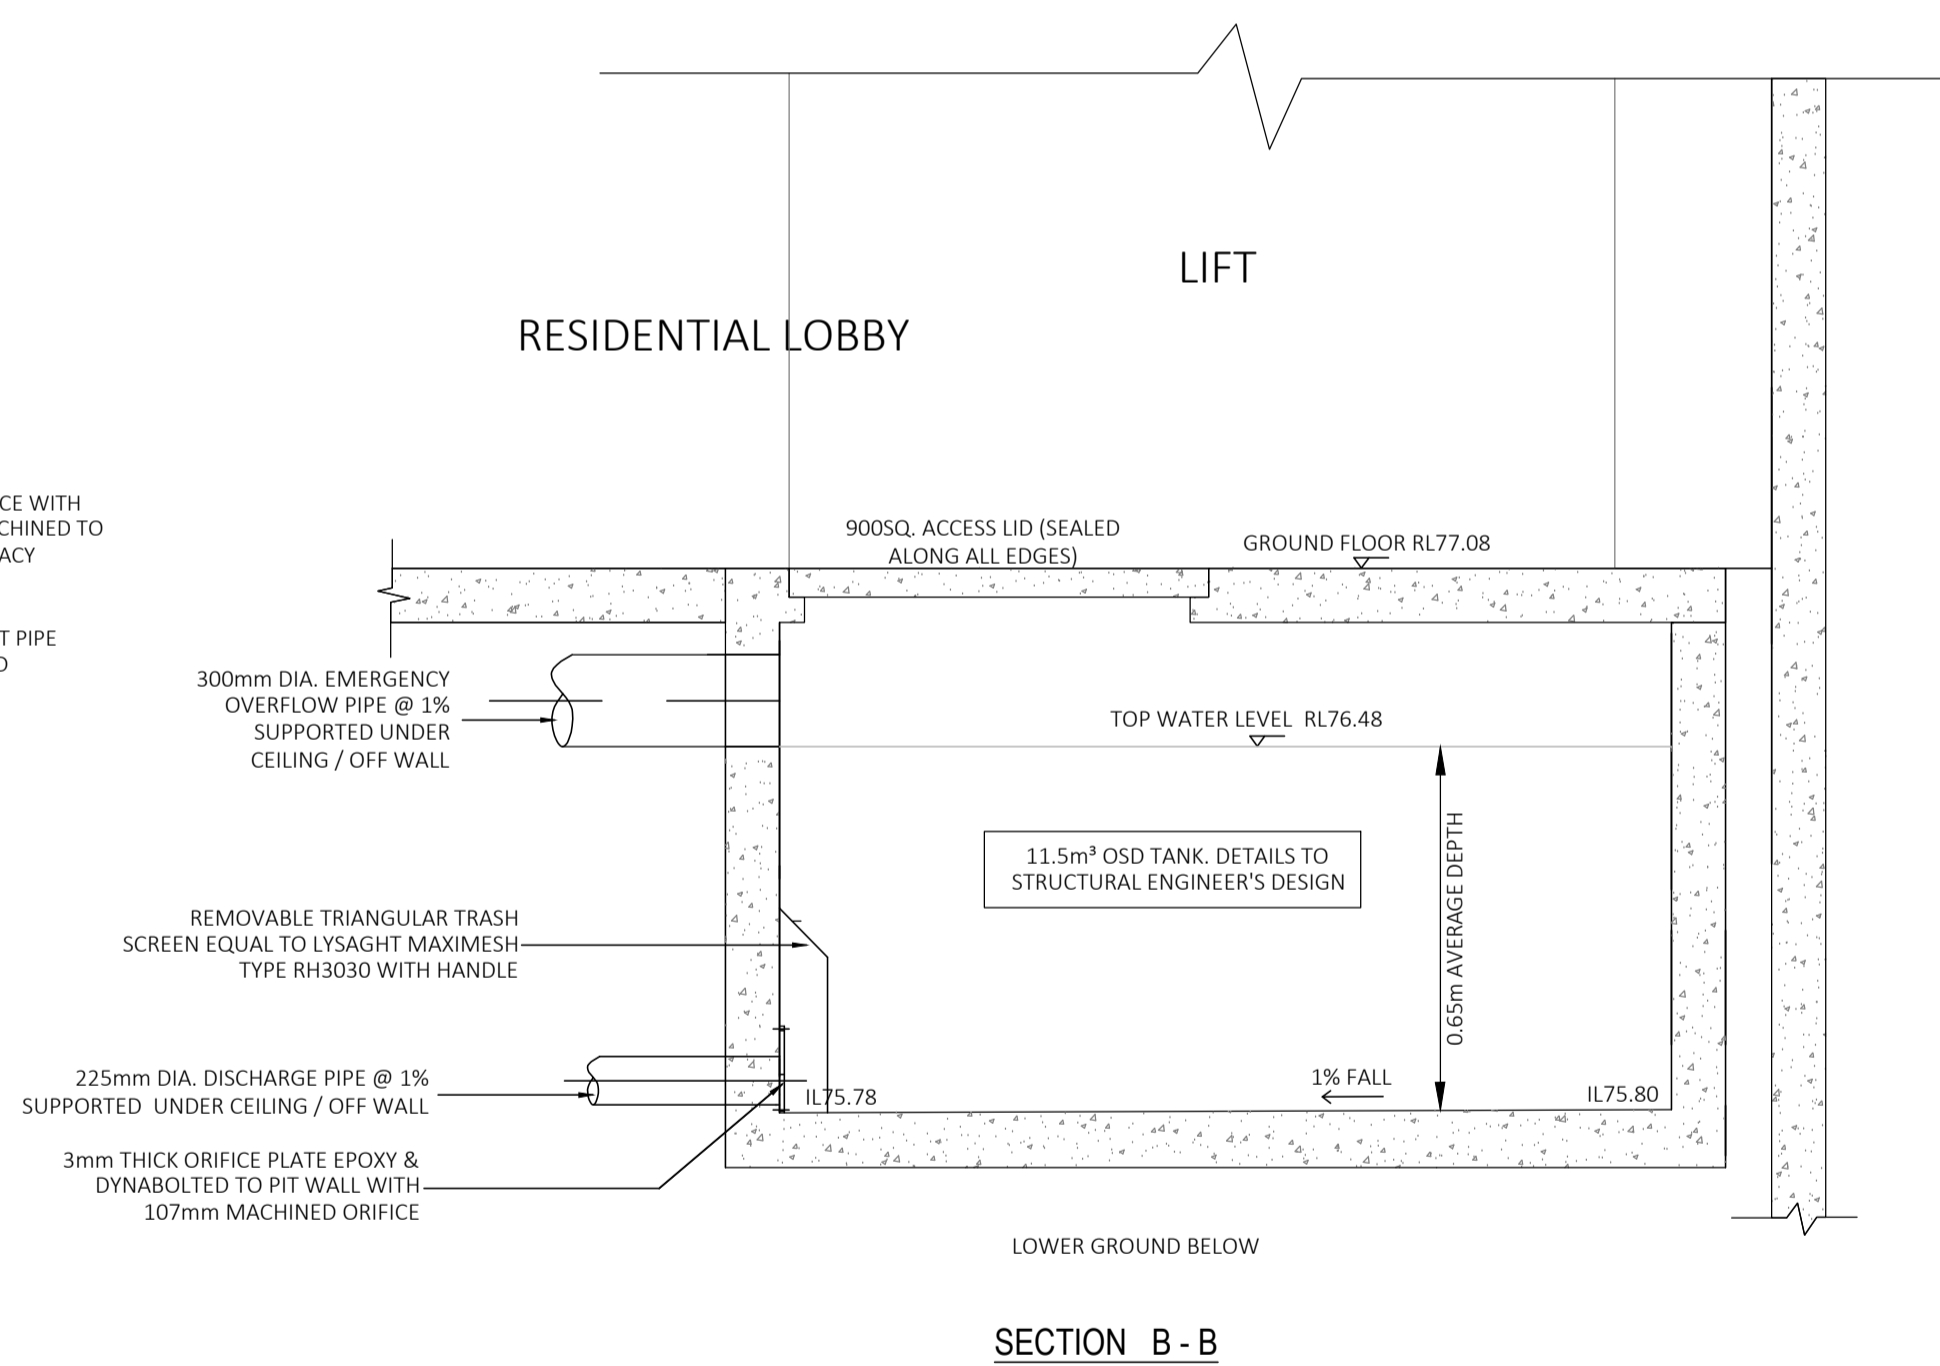 LIFT
RESIDENTIAL LOBBY
CE WITH
CHINED TO
ACY
T PIPE
900SQ. ACCESS LID (SEALED
ALONG ALL EDGES)
GROUND FLOOR RL77.08
300mm DIA. EMERGENCY
OVERFLOW PIPE @ 1%
SUPPORTED UNDER
CEILING / OFF WALL
TOP WATER LEVEL RL76.48
11.5m³ OSD TANK. DETAILS TO
STRUCTURAL ENGINEER'S DESIGN
0.65m AVERAGE DEPTH
REMOVABLE TRIANGULAR TRASH
SCREEN EQUAL TO LYSAGHT MAXIMESH
TYPE RH3030 WITH HANDLE
225mm DIA. DISCHARGE PIPE @ 1%
SUPPORTED UNDER CEILING / OFF WALL
IL75.78
1% FALL
IL75.80
3mm THICK ORIFICE PLATE EPOXY &
DYNABOLTED TO PIT WALL WITH
107mm MACHINED ORIFICE
LOWER GROUND BELOW
SECTION B - B